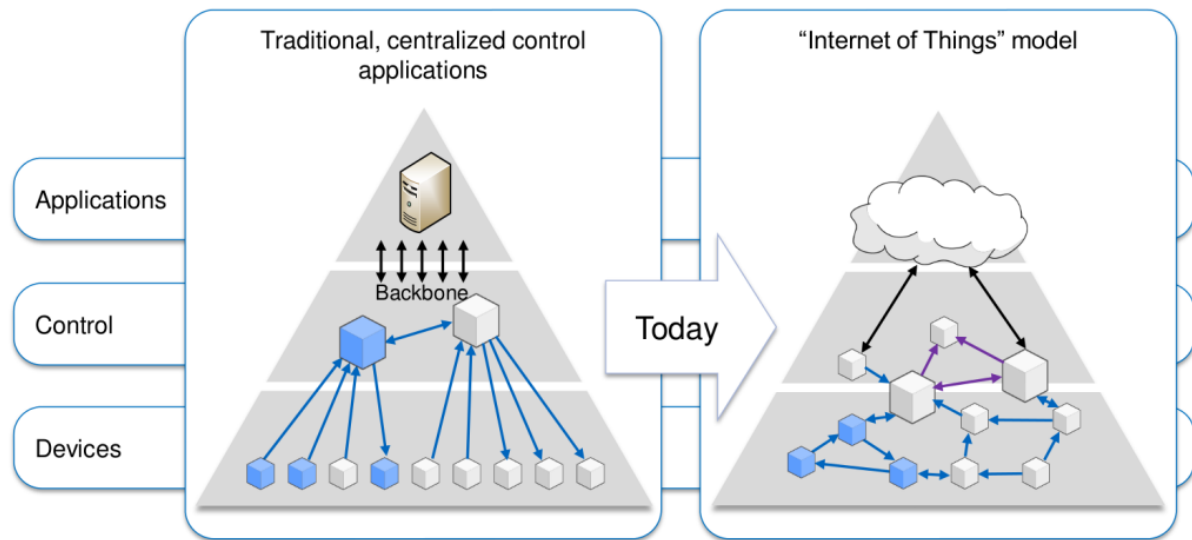 Traditional, centralized control
applications
“Internet of Things” model
Applications
Backbone
Control
Today
Devices